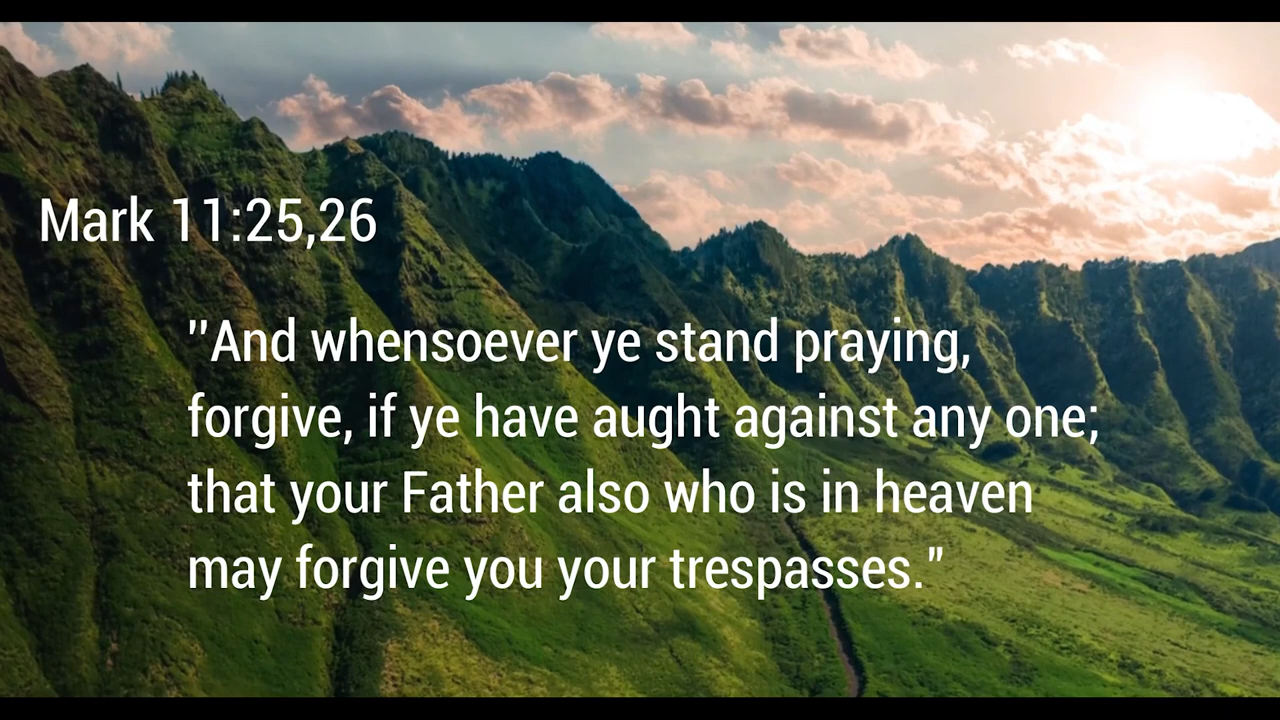 Mark 11:25,26
''And whensoever ye stand praying,
forgive, if ye have aught against any one;
that your Father also who is in heaven
may forgive you your trespasses."